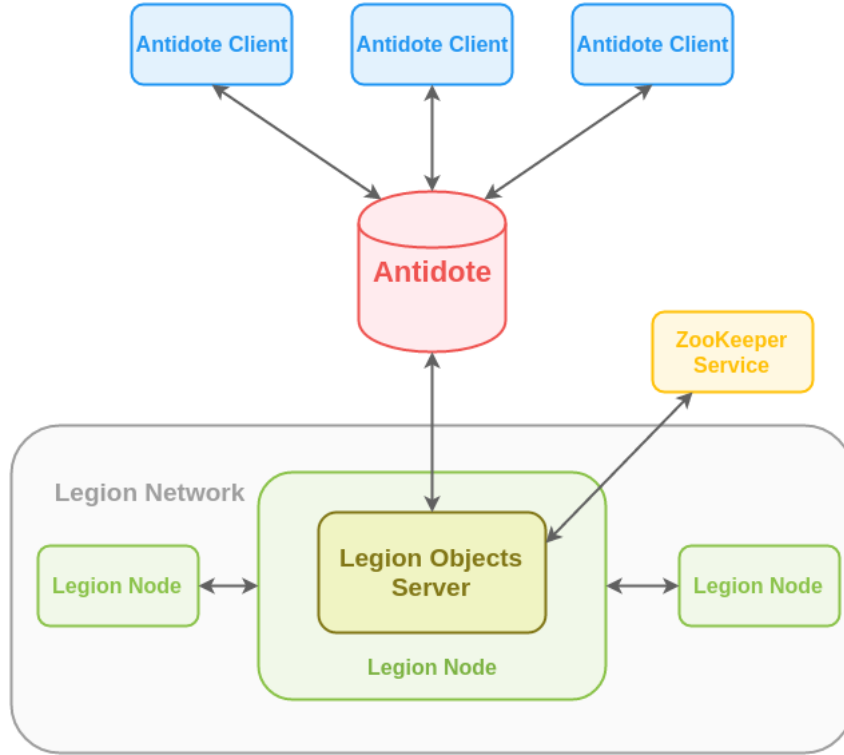 Antidote Client
Antidote Client
Antidote Client
Antidote
ZooKeeper
Service
Legion Network
Legion Objects
Server
Legion Node
Legion Node
Legion Node